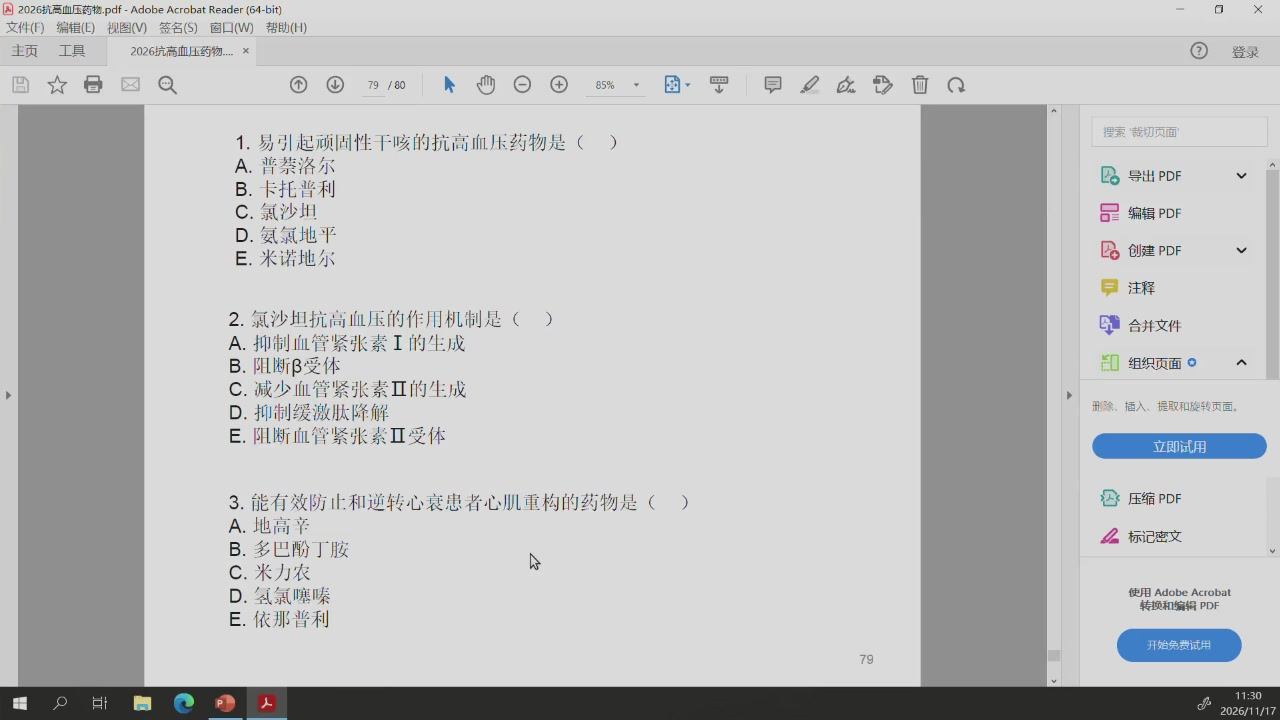 2026抗高血压药物.pdf - Adobe Acrobat Reader (64-bit)
文件(F) 编辑(E) 视图(V) 签名(S) 窗口(W) 帮助(H)
主页 工具 2026抗高血压药物.... × 登录
79 / 80 85%
1. 易引起顽固性干咳的抗高血压药物是（ ）
A. 普萘洛尔
B. 卡托普利
C. 氯沙坦
D. 氨氯地平
E. 米诺地尔
2. 氯沙坦抗高血压的作用机制是（ ）
A. 抑制血管紧张素Ⅰ的生成
B. 阻断β受体
C. 减少血管紧张素Ⅱ的生成
D. 抑制缓激肽降解
E. 阻断血管紧张素Ⅱ受体
3. 能有效防止和逆转心衰患者心肌重构的药物是（ ）
A. 地高辛
B. 多巴酚丁胺
C. 米力农
D. 氢氯噻嗪
E. 依那普利
79
搜索 '裁切页面'
导出 PDF
编辑 PDF
创建 PDF
注释
合并文件
组织页面
删除、插入、提取和旋转页面。
立即试用
压缩 PDF
标记密文
使用 Adobe Acrobat
转换和编辑 PDF
开始免费试用
11:30
2026/11/17